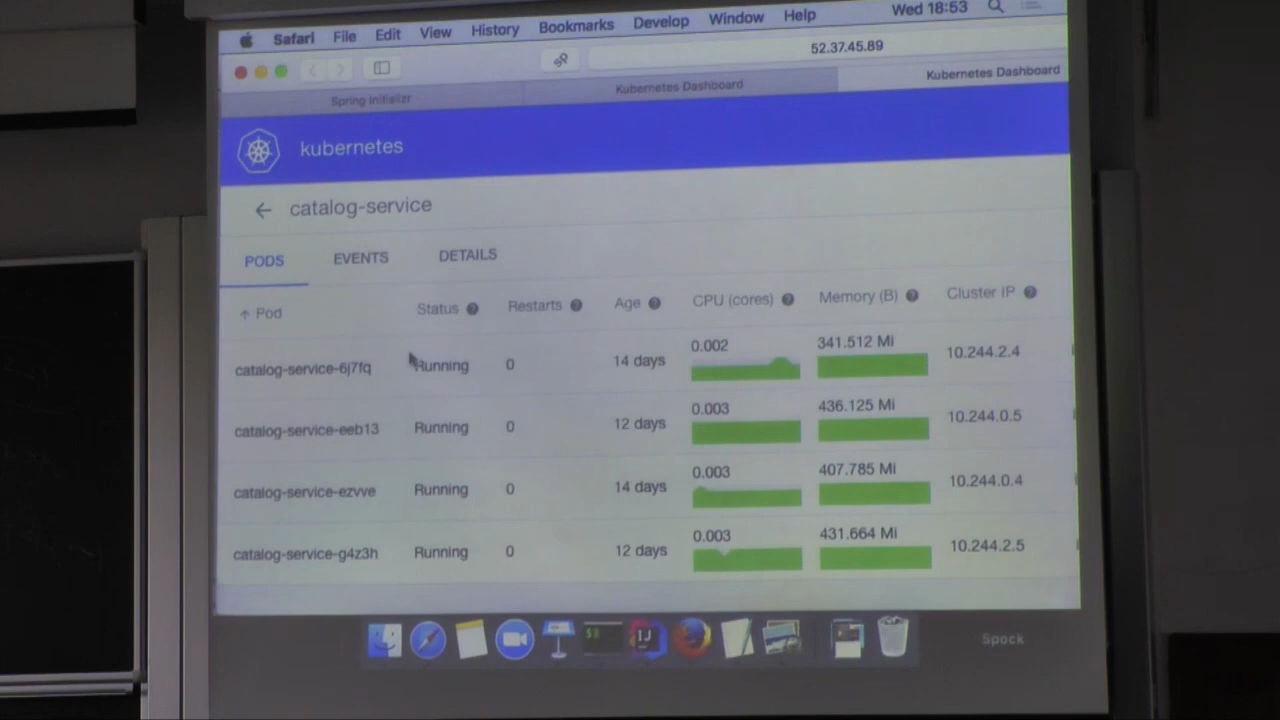 Safari File Edit View History Bookmarks Develop Window Help Wed 18:53
52.37.45.89
Spring Initializr Kubernetes Dashboard Kubernetes Dashboard
kubernetes
← catalog-service
PODS EVENTS DETAILS
↑ Pod Status Restarts Age CPU (cores) Memory (B) Cluster IP
catalog-service-6j7fq Running 0 14 days 0.002 341.512 Mi 10.244.2.4
catalog-service-eeb13 Running 0 12 days 0.003 436.125 Mi 10.244.0.5
catalog-service-ezvve Running 0 14 days 0.003 407.785 Mi 10.244.0.4
catalog-service-g4z3h Running 0 12 days 0.003 431.664 Mi 10.244.2.5
IJ
Spock